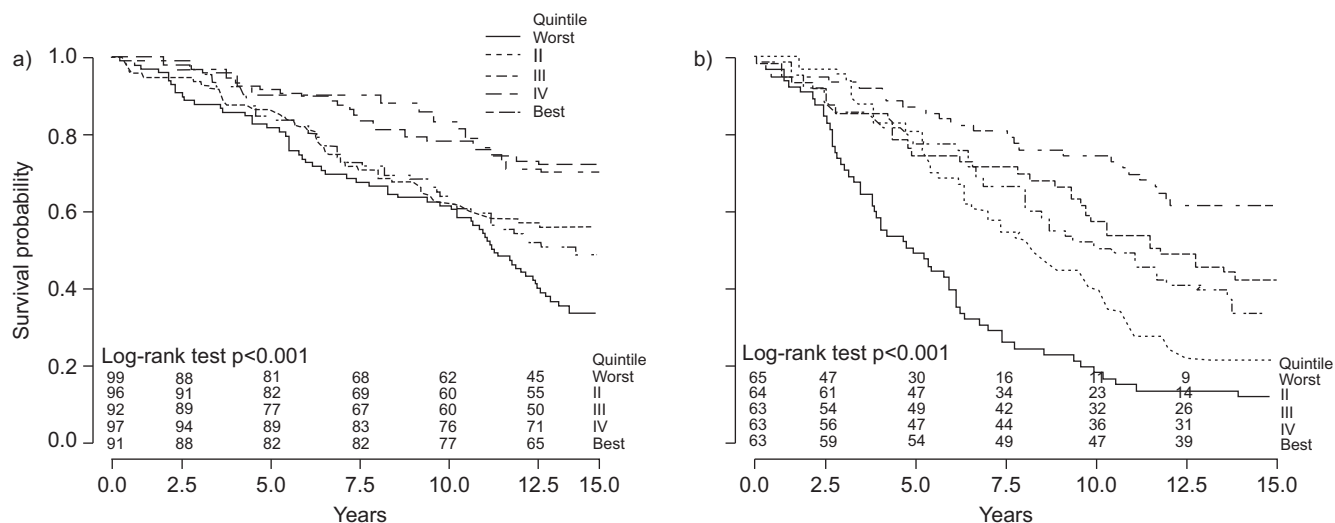 a)
Quintile
Worst
II
III
IV
Best
1.0
0.8
0.6
0.4
0.2
0.0
Survival probability
Log-rank test p<0.001
Quintile
99 88 81 68 62 45 Worst
96 91 82 69 60 55 II
92 89 77 67 60 50 III
97 94 89 83 76 71 IV
91 88 82 82 77 65 Best
0.0 2.5 5.0 7.5 10.0 12.5 15.0
Years
b)
Log-rank test p<0.001
Quintile
65 47 30 16 11 9 Worst
64 61 47 34 23 14 II
63 54 49 42 32 26 III
63 56 47 44 36 31 IV
63 59 54 49 47 39 Best
0.0 2.5 5.0 7.5 10.0 12.5 15.0
Years